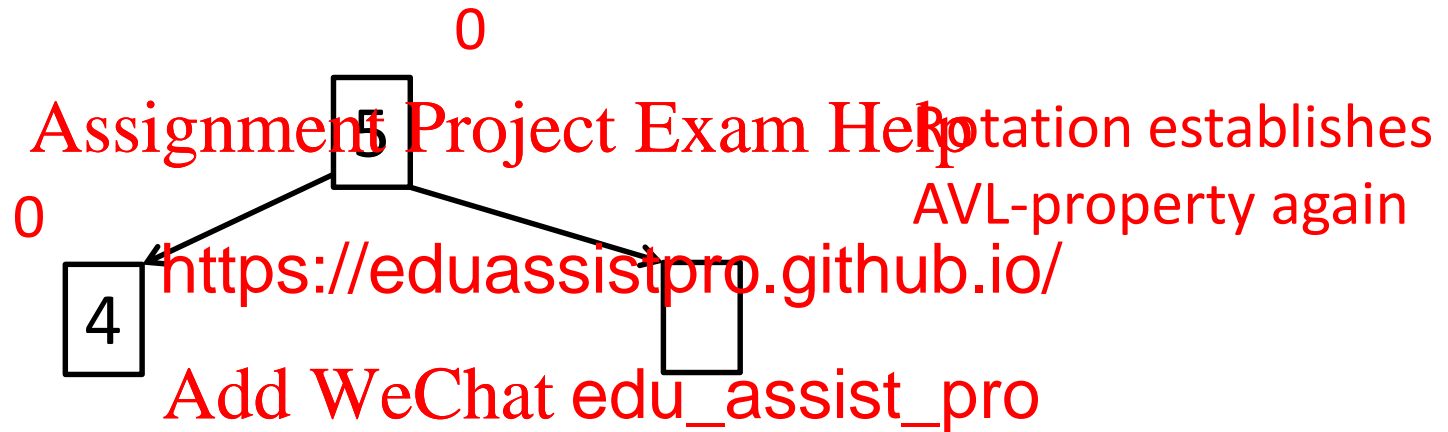 0
5
Assignment Project Exam Help
Rotation establishes
AVL-property again
0
https://eduassistpro.github.io/
4
Add WeChat edu_assist_pro